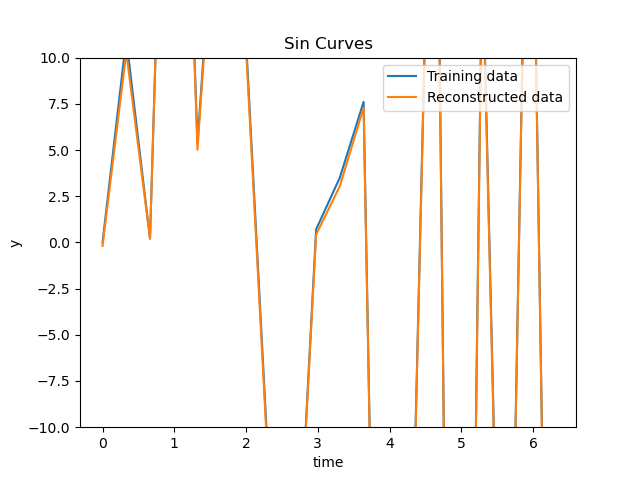 Sin Curves
Training data
Reconstructed data
10.0
7.5
5.0
2.5
0.0
−2.5
−5.0
−7.5
−10.0
y
0 1 2 3 4 5 6
time